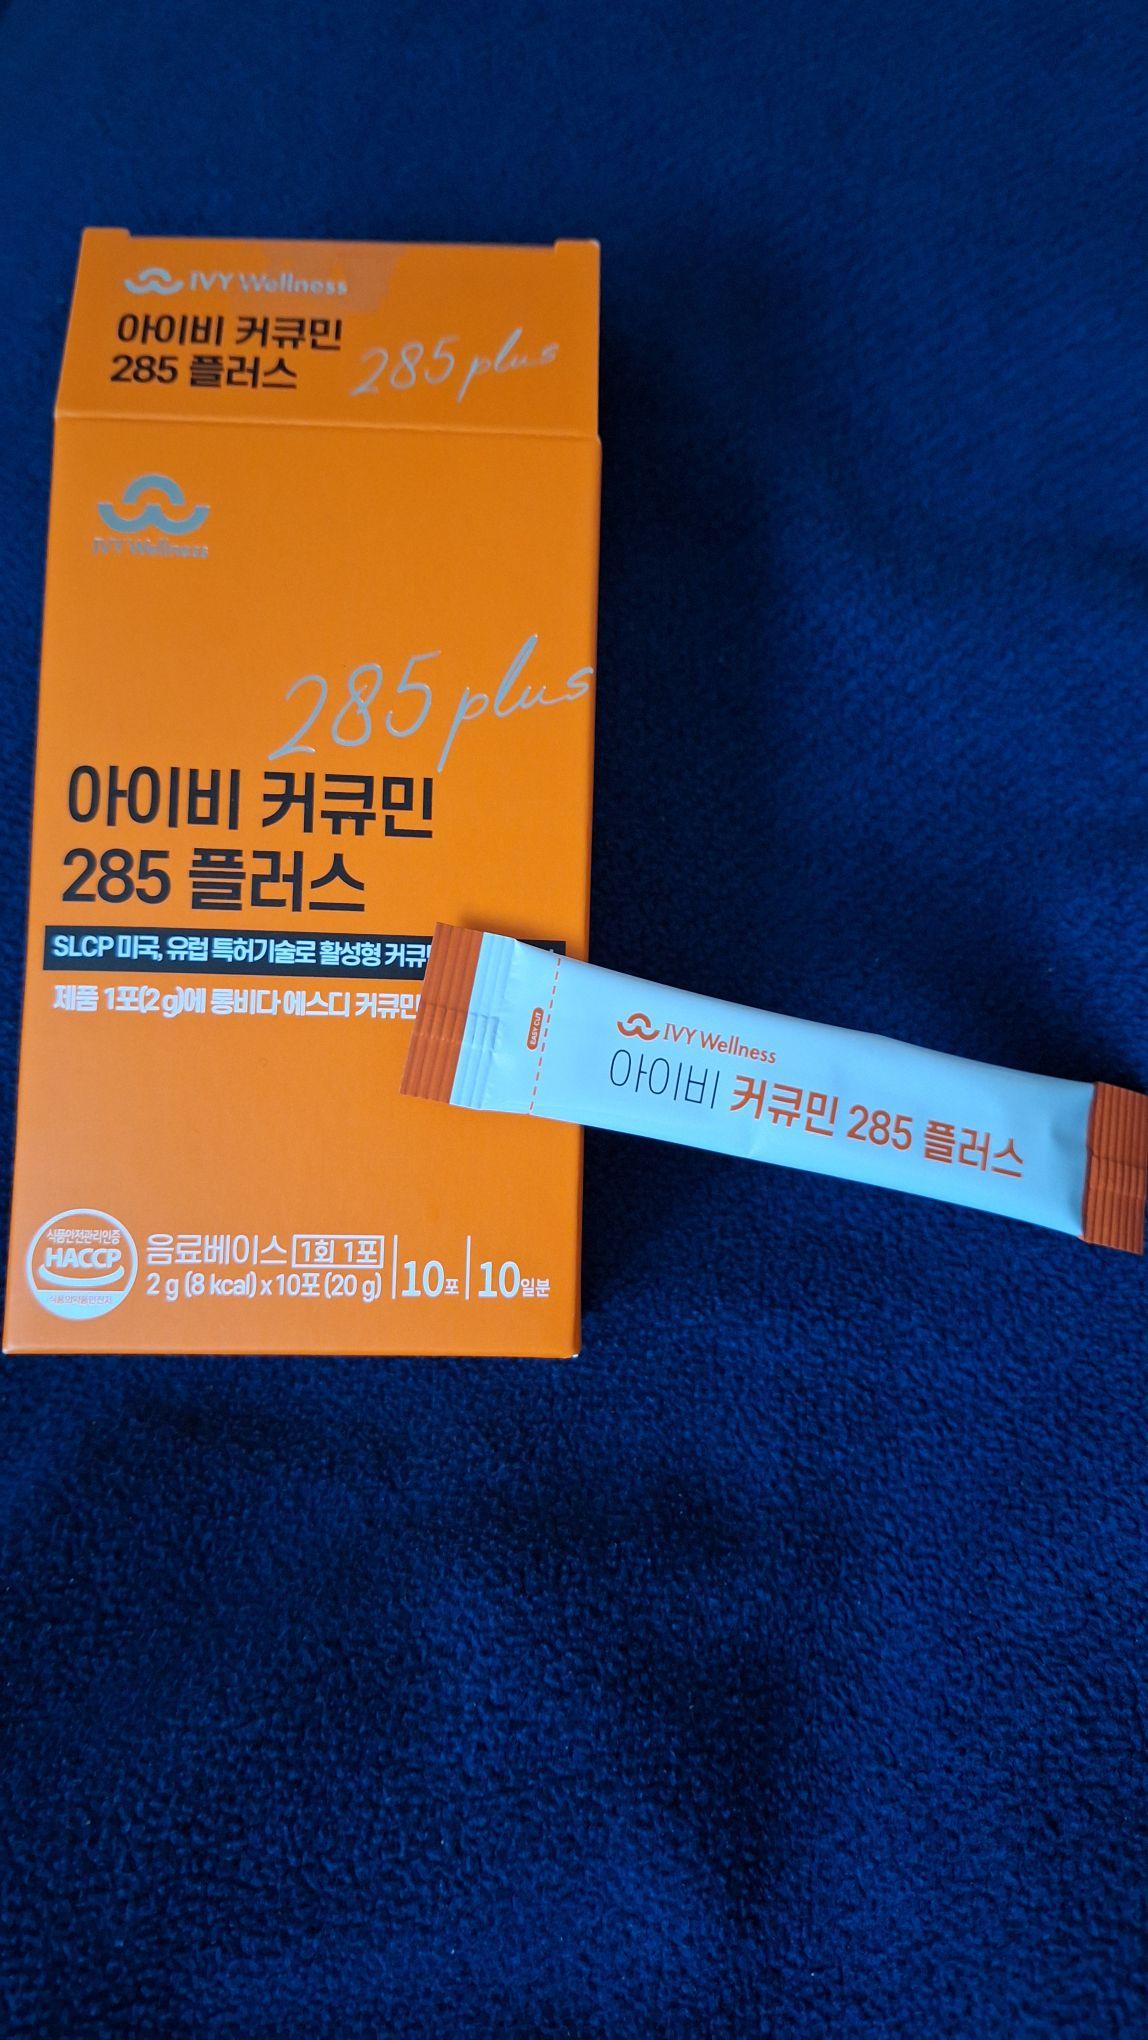 IVY Wellness
아이비 커큐민
285 플러스
285 plus
IVY Wellness
285 plus
아이비 커큐민
285 플러스
SLCP 미국, 유럽 특허기술로 활성형
제품 1포(2 g)에 롱비다 에스디 커큐민
EASY CUT
IVY Wellness
아이비 커큐민 285 플러스
식품안전관리인증
HACCP
식품의약품안전처
음료베이스 1회 1포
2 g (8 kcal) x 10포 (20 g)
10포
10일분